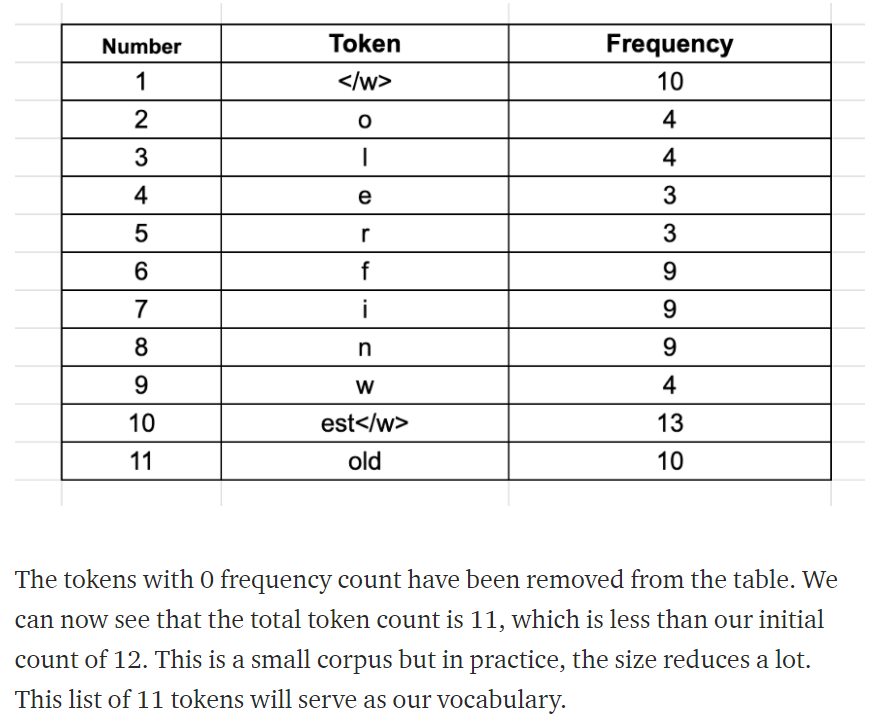 Number Token Frequency
1 </w> 10
2 o 4
3 l 4
4 e 3
5 r 3
6 f 9
7 i 9
8 n 9
9 w 4
10 est</w> 13
11 old 10
The tokens with 0 frequency count have been removed from the table. We
can now see that the total token count is 11, which is less than our initial
count of 12. This is a small corpus but in practice, the size reduces a lot.
This list of 11 tokens will serve as our vocabulary.